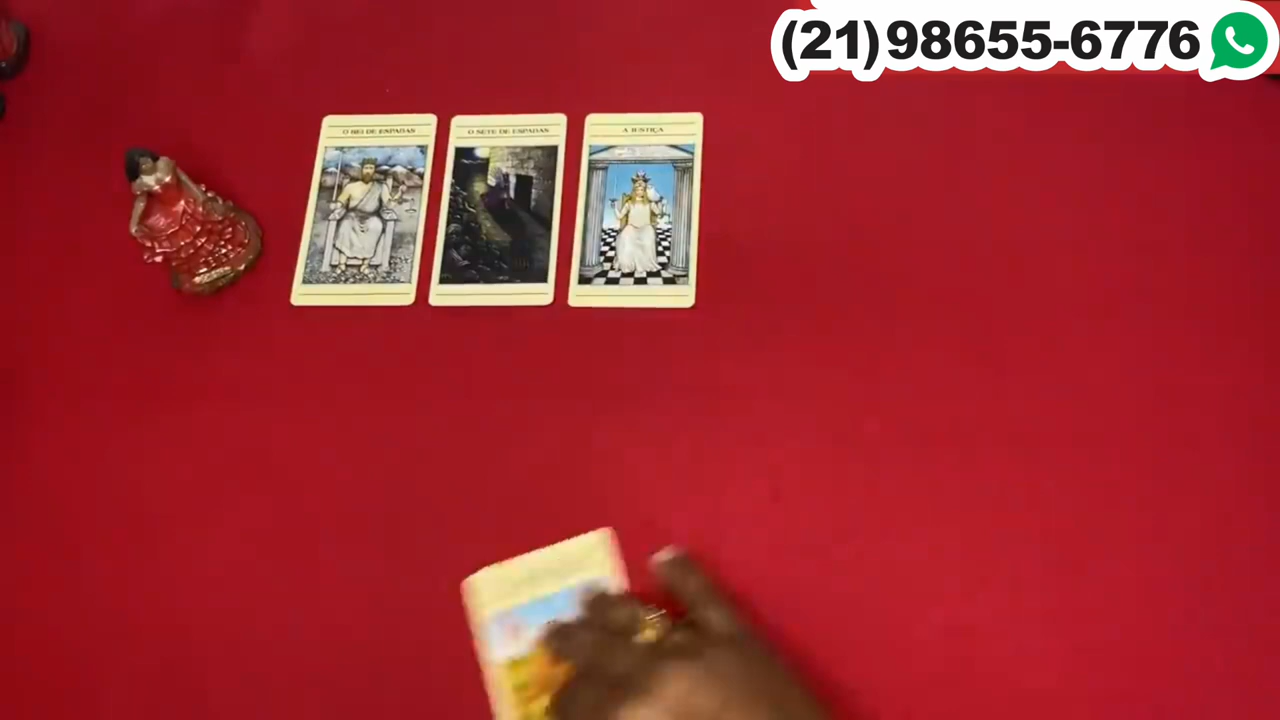 (21)98655-6776
O REI DE ESPADAS
O SETE DE ESPADAS
A JUSTIÇA